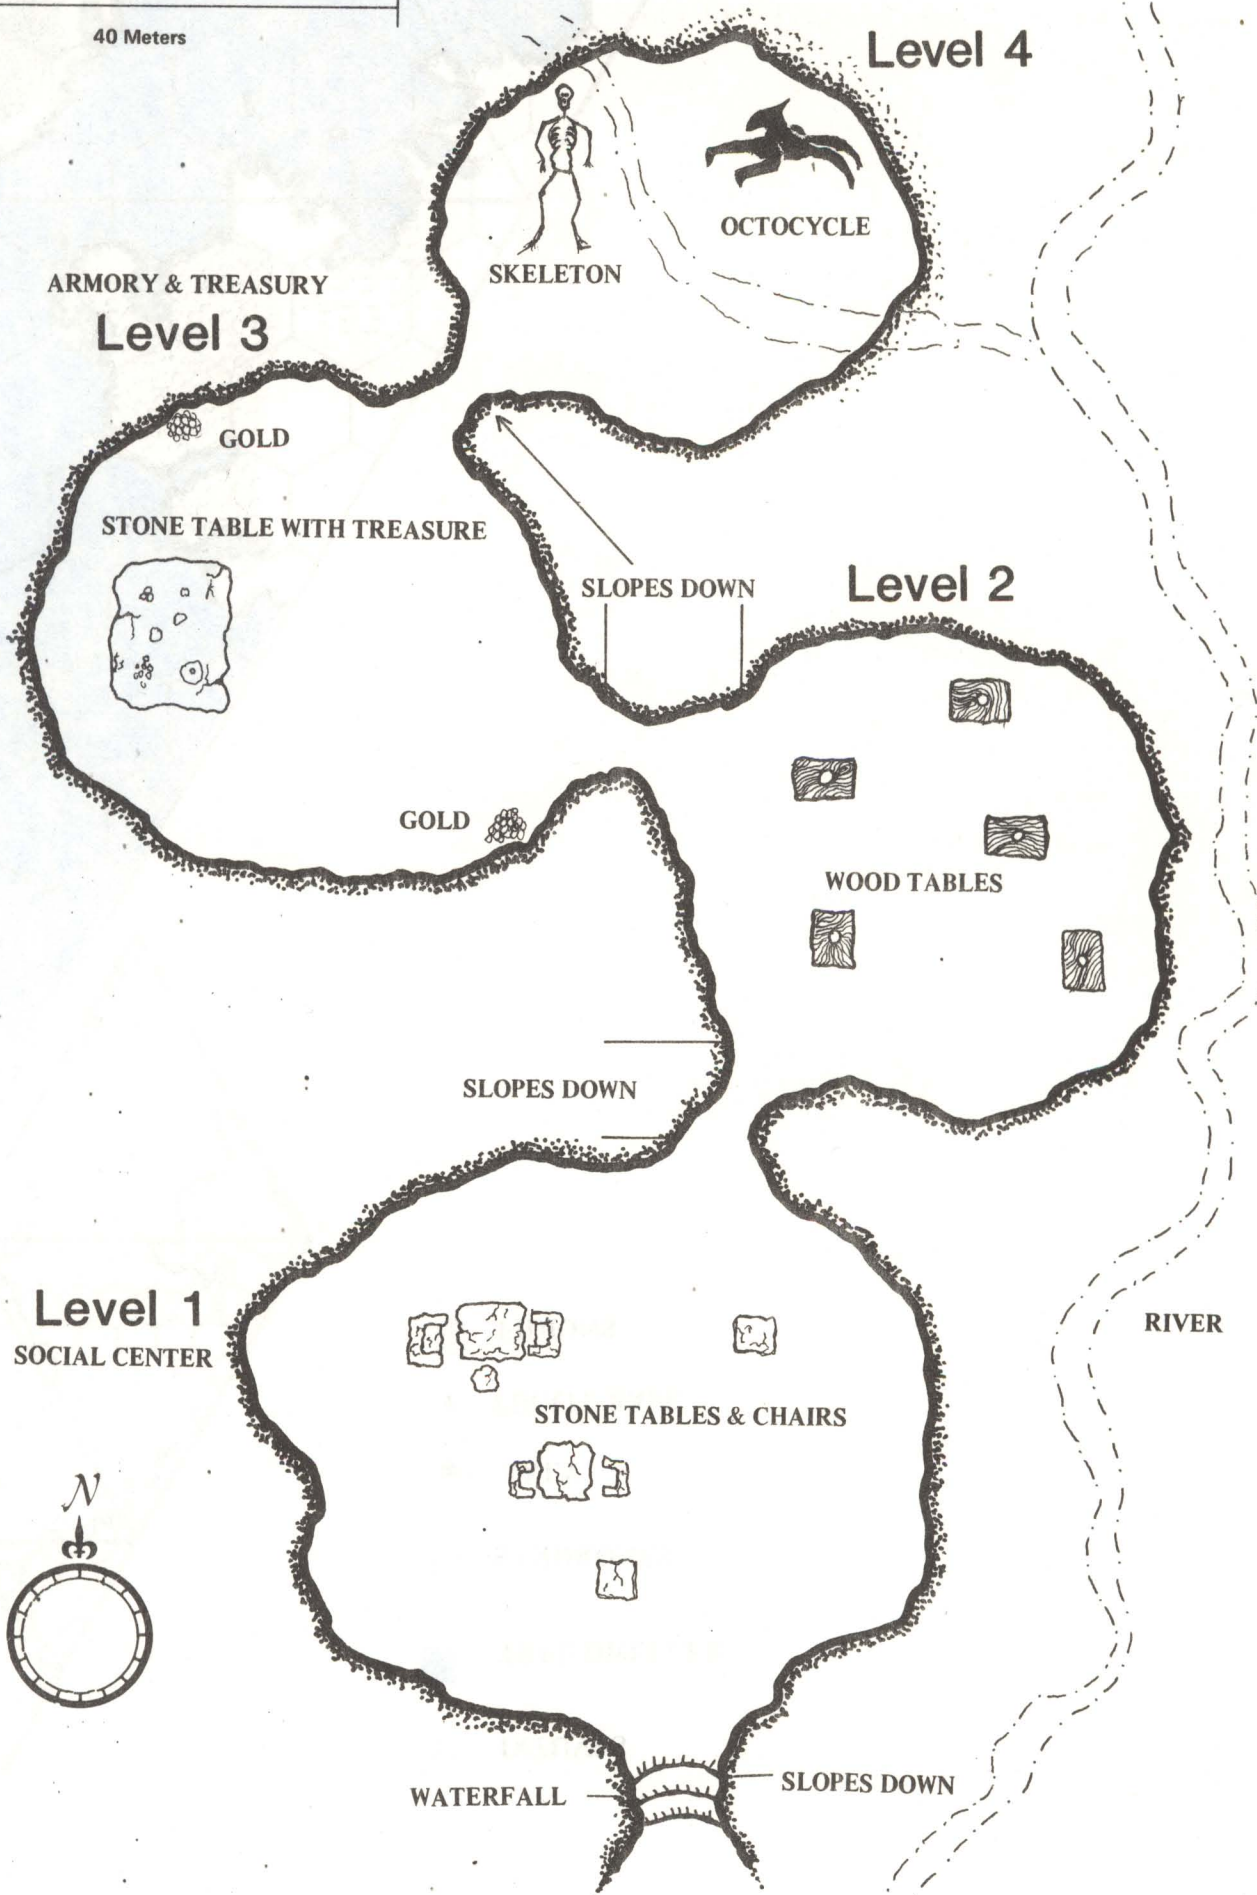 40 Meters
Level 4
OCTOCYCLE
SKELETON
ARMORY & TREASURY
Level 3
GOLD
STONE TABLE WITH TREASURE
SLOPES DOWN
Level 2
GOLD
WOOD TABLES
SLOPES DOWN
Level 1
SOCIAL CENTER
RIVER
STONE TABLES & CHAIRS
N
WATERFALL
SLOPES DOWN